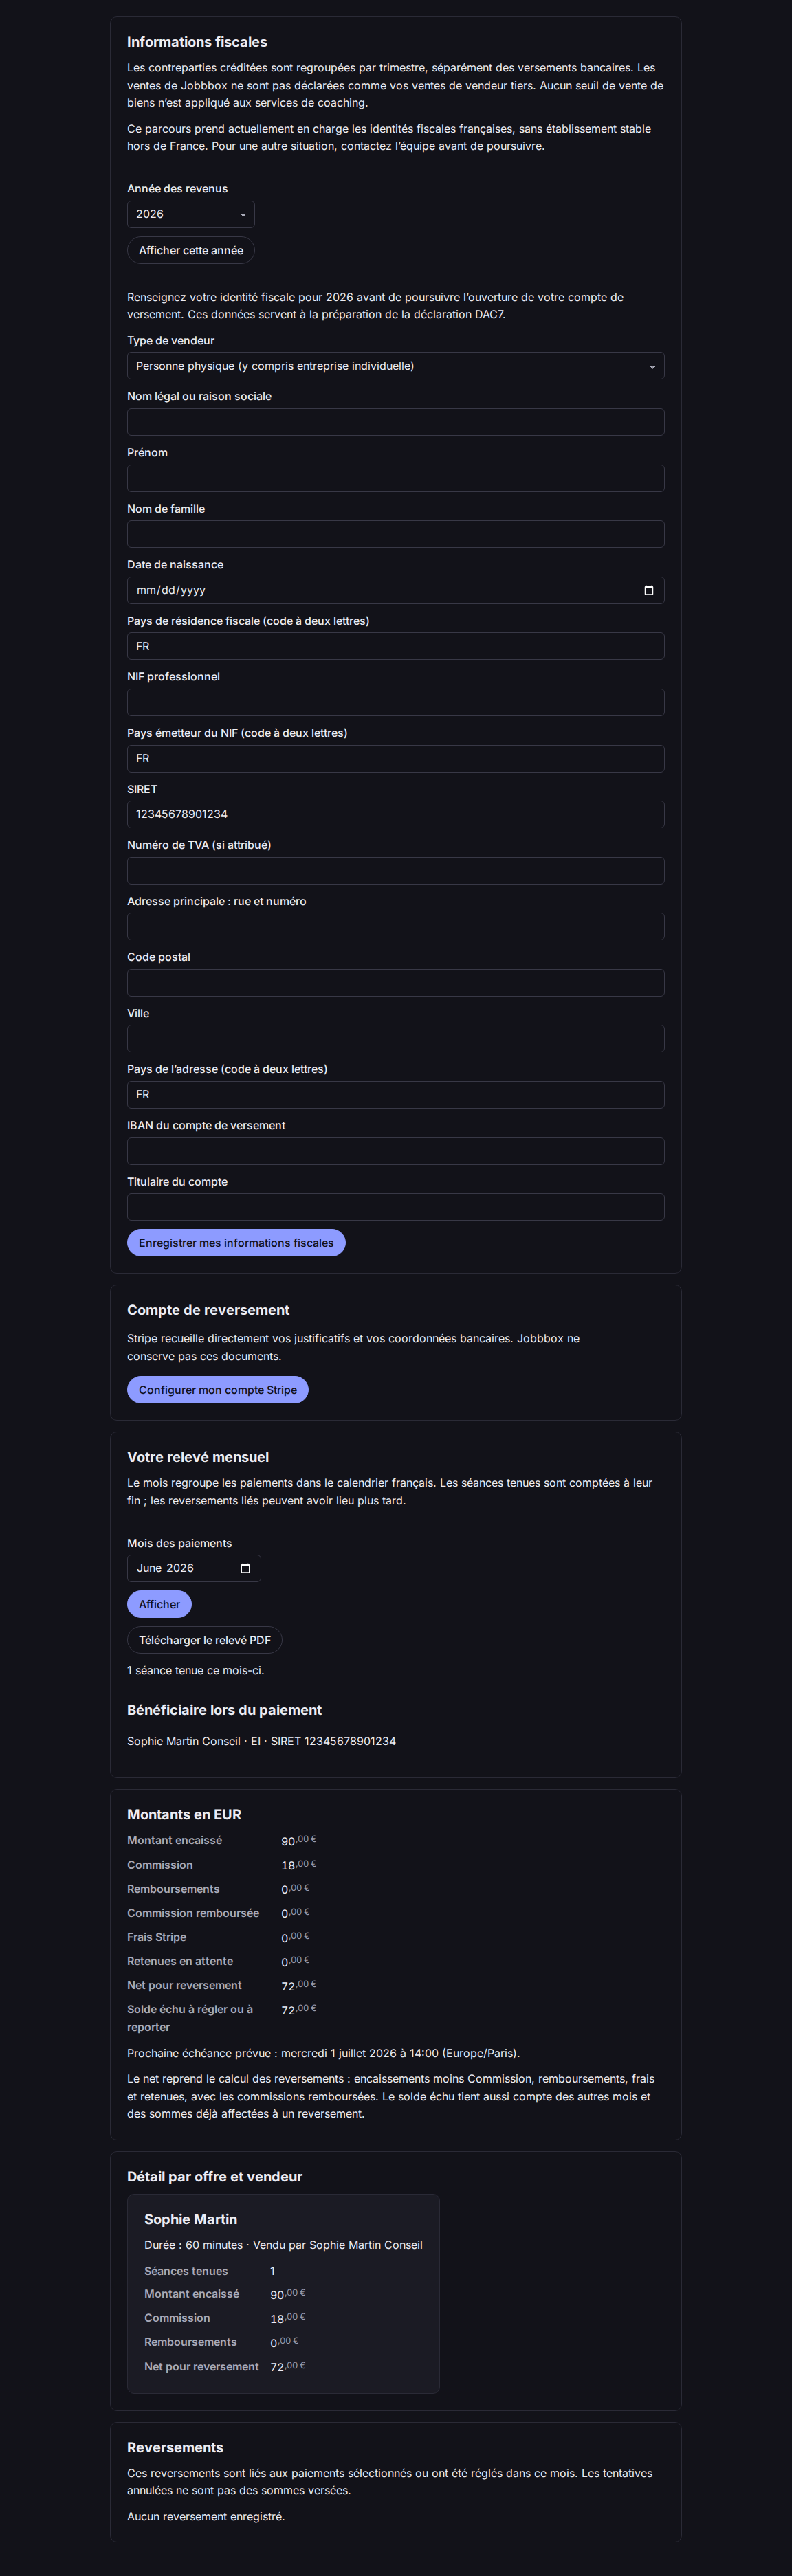 Informations fiscales
Les contreparties créditées sont regroupées par trimestre, séparément des versements bancaires. Les
ventes de Jobbbox ne sont pas déclarées comme vos ventes de vendeur tiers. Aucun seuil de vente de
biens n’est appliqué aux services de coaching.
Ce parcours prend actuellement en charge les identités fiscales françaises, sans établissement stable
hors de France. Pour une autre situation, contactez l’équipe avant de poursuivre.
Année des revenus
2026
Afficher cette année
Renseignez votre identité fiscale pour 2026 avant de poursuivre l’ouverture de votre compte de
versement. Ces données servent à la préparation de la déclaration DAC7.
Type de vendeur
Personne physique (y compris entreprise individuelle)
Nom légal ou raison sociale
Prénom
Nom de famille
Date de naissance
mm/dd/yyyy
Pays de résidence fiscale (code à deux lettres)
FR
NIF professionnel
Pays émetteur du NIF (code à deux lettres)
FR
SIRET
12345678901234
Numéro de TVA (si attribué)
Adresse principale : rue et numéro
Code postal
Ville
Pays de l’adresse (code à deux lettres)
FR
IBAN du compte de versement
Titulaire du compte
Enregistrer mes informations fiscales
Compte de reversement
Stripe recueille directement vos justificatifs et vos coordonnées bancaires. Jobbbox ne
conserve pas ces documents.
Configurer mon compte Stripe
Votre relevé mensuel
Le mois regroupe les paiements dans le calendrier français. Les séances tenues sont comptées à leur
fin ; les reversements liés peuvent avoir lieu plus tard.
Mois des paiements
June 2026
Afficher
Télécharger le relevé PDF
1 séance tenue ce mois-ci.
Bénéficiaire lors du paiement
Sophie Martin Conseil · EI · SIRET 12345678901234
Montants en EUR
Montant encaissé 90,00 €
Commission 18,00 €
Remboursements 0,00 €
Commission remboursée 0,00 €
Frais Stripe 0,00 €
Retenues en attente 0,00 €
Net pour reversement 72,00 €
Solde échu à régler ou à 72,00 €
reporter
Prochaine échéance prévue : mercredi 1 juillet 2026 à 14:00 (Europe/Paris).
Le net reprend le calcul des reversements : encaissements moins Commission, remboursements, frais
et retenues, avec les commissions remboursées. Le solde échu tient aussi compte des autres mois et
des sommes déjà affectées à un reversement.
Détail par offre et vendeur
Sophie Martin
Durée : 60 minutes · Vendu par Sophie Martin Conseil
Séances tenues 1
Montant encaissé 90,00 €
Commission 18,00 €
Remboursements 0,00 €
Net pour reversement 72,00 €
Reversements
Ces reversements sont liés aux paiements sélectionnés ou ont été réglés dans ce mois. Les tentatives
annulées ne sont pas des sommes versées.
Aucun reversement enregistré.